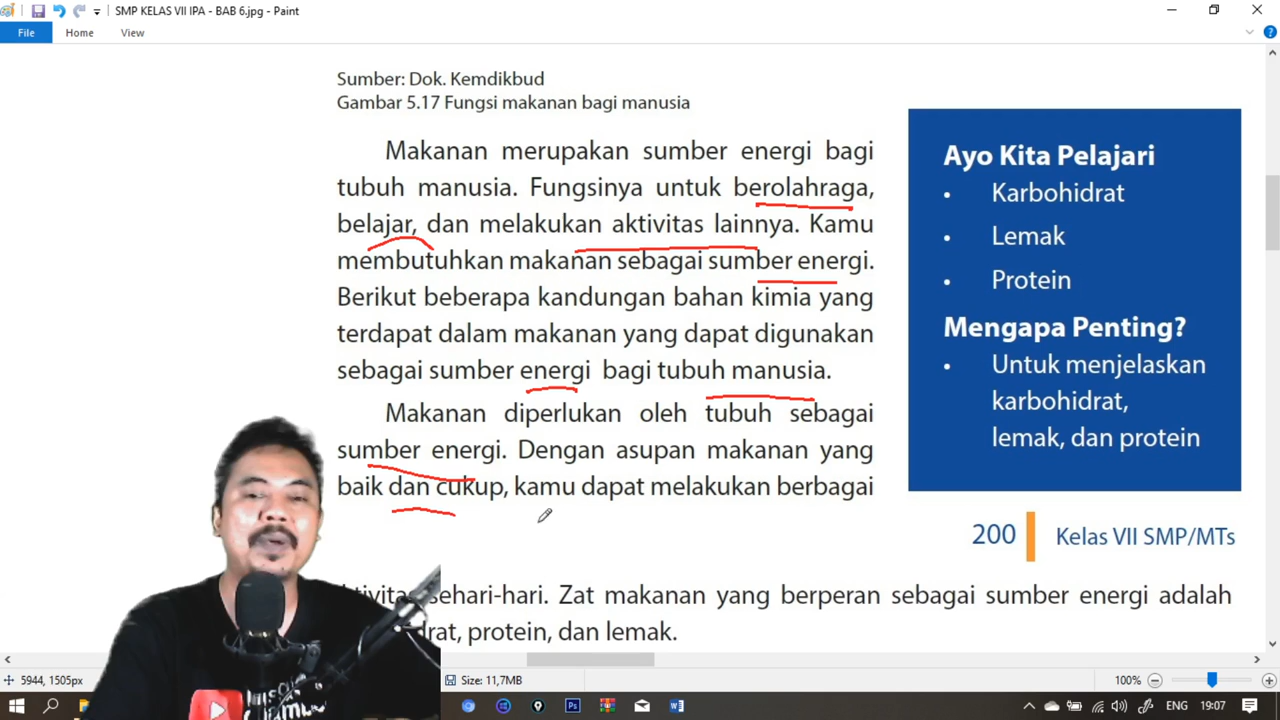 SMP KELAS VII IPA - BAB 6.jpg - Paint
File Home View
Sumber: Dok. Kemdikbud
Gambar 5.17 Fungsi makanan bagi manusia
Makanan merupakan sumber energi bagi
tubuh manusia. Fungsinya untuk berolahraga,
belajar, dan melakukan aktivitas lainnya. Kamu
membutuhkan makanan sebagai sumber energi.
Berikut beberapa kandungan bahan kimia yang
terdapat dalam makanan yang dapat digunakan
sebagai sumber energi bagi tubuh manusia.
Makanan diperlukan oleh tubuh sebagai
sumber energi. Dengan asupan makanan yang
baik dan cukup, kamu dapat melakukan berbagai
Ayo Kita Pelajari
• Karbohidrat
• Lemak
• Protein
Mengapa Penting?
• Untuk menjelaskan
karbohidrat,
lemak, dan protein
200 Kelas VII SMP/MTs
sehari-hari. Zat makanan yang berperan sebagai sumber energi adalah
protein, dan lemak.
5944, 1505px
Size: 11,7MB
100%
ENG 19:07